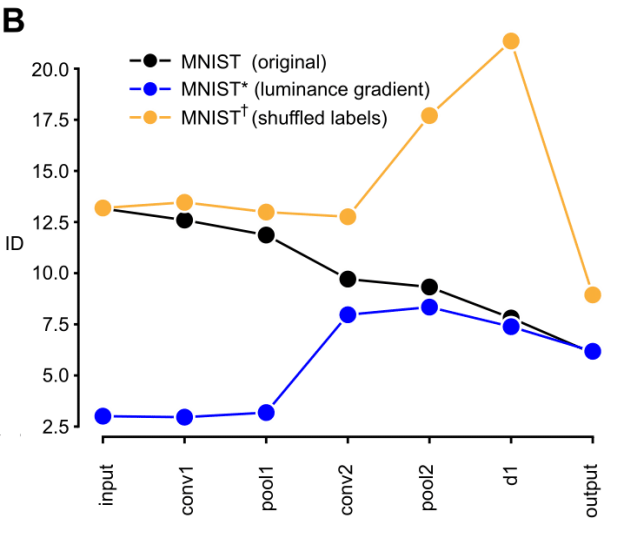 B
MNIST (original)
MNIST* (luminance gradient)
MNIST† (shuffled labels)
ID
20.0
17.5
15.0
12.5
10.0
7.5
5.0
2.5
input
conv1
pool1
conv2
pool2
d1
output